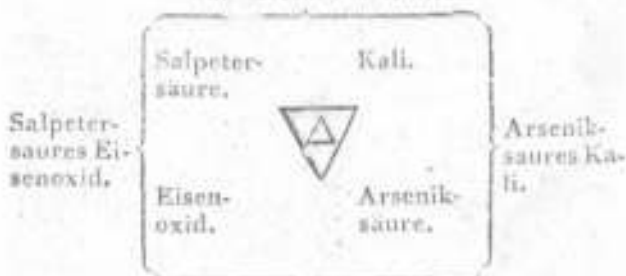 Salpeter-
säure.
Kali.
Salpeter-
saures Ei-
senoxid.
Arsenik-
saures Ka-
li.
Eisen-
oxid.
Arsenik-
säure.